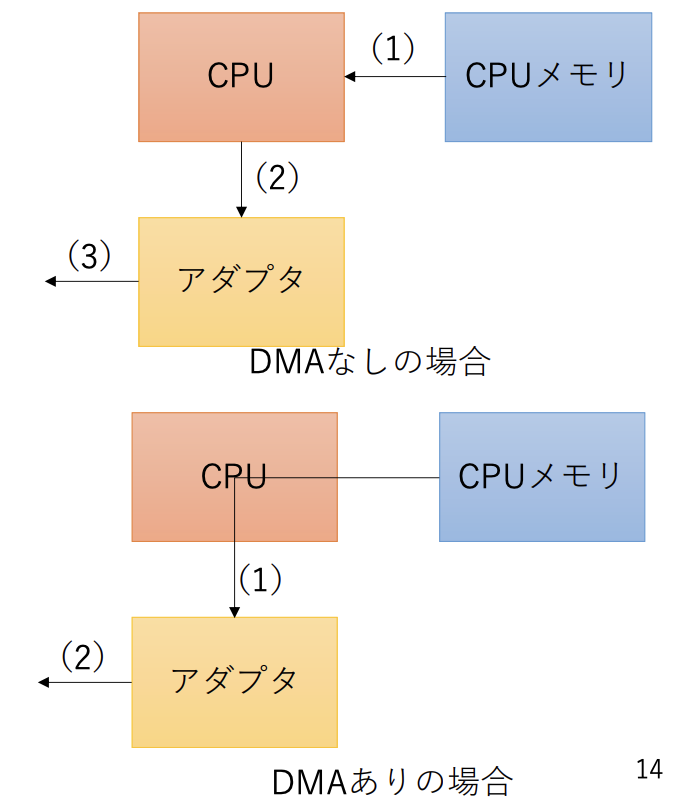 CPU
(1)
CPUメモリ
(2)
(3)
アダプタ
DMAなしの場合
CPU
CPUメモリ
(1)
(2)
アダプタ
DMAありの場合
14